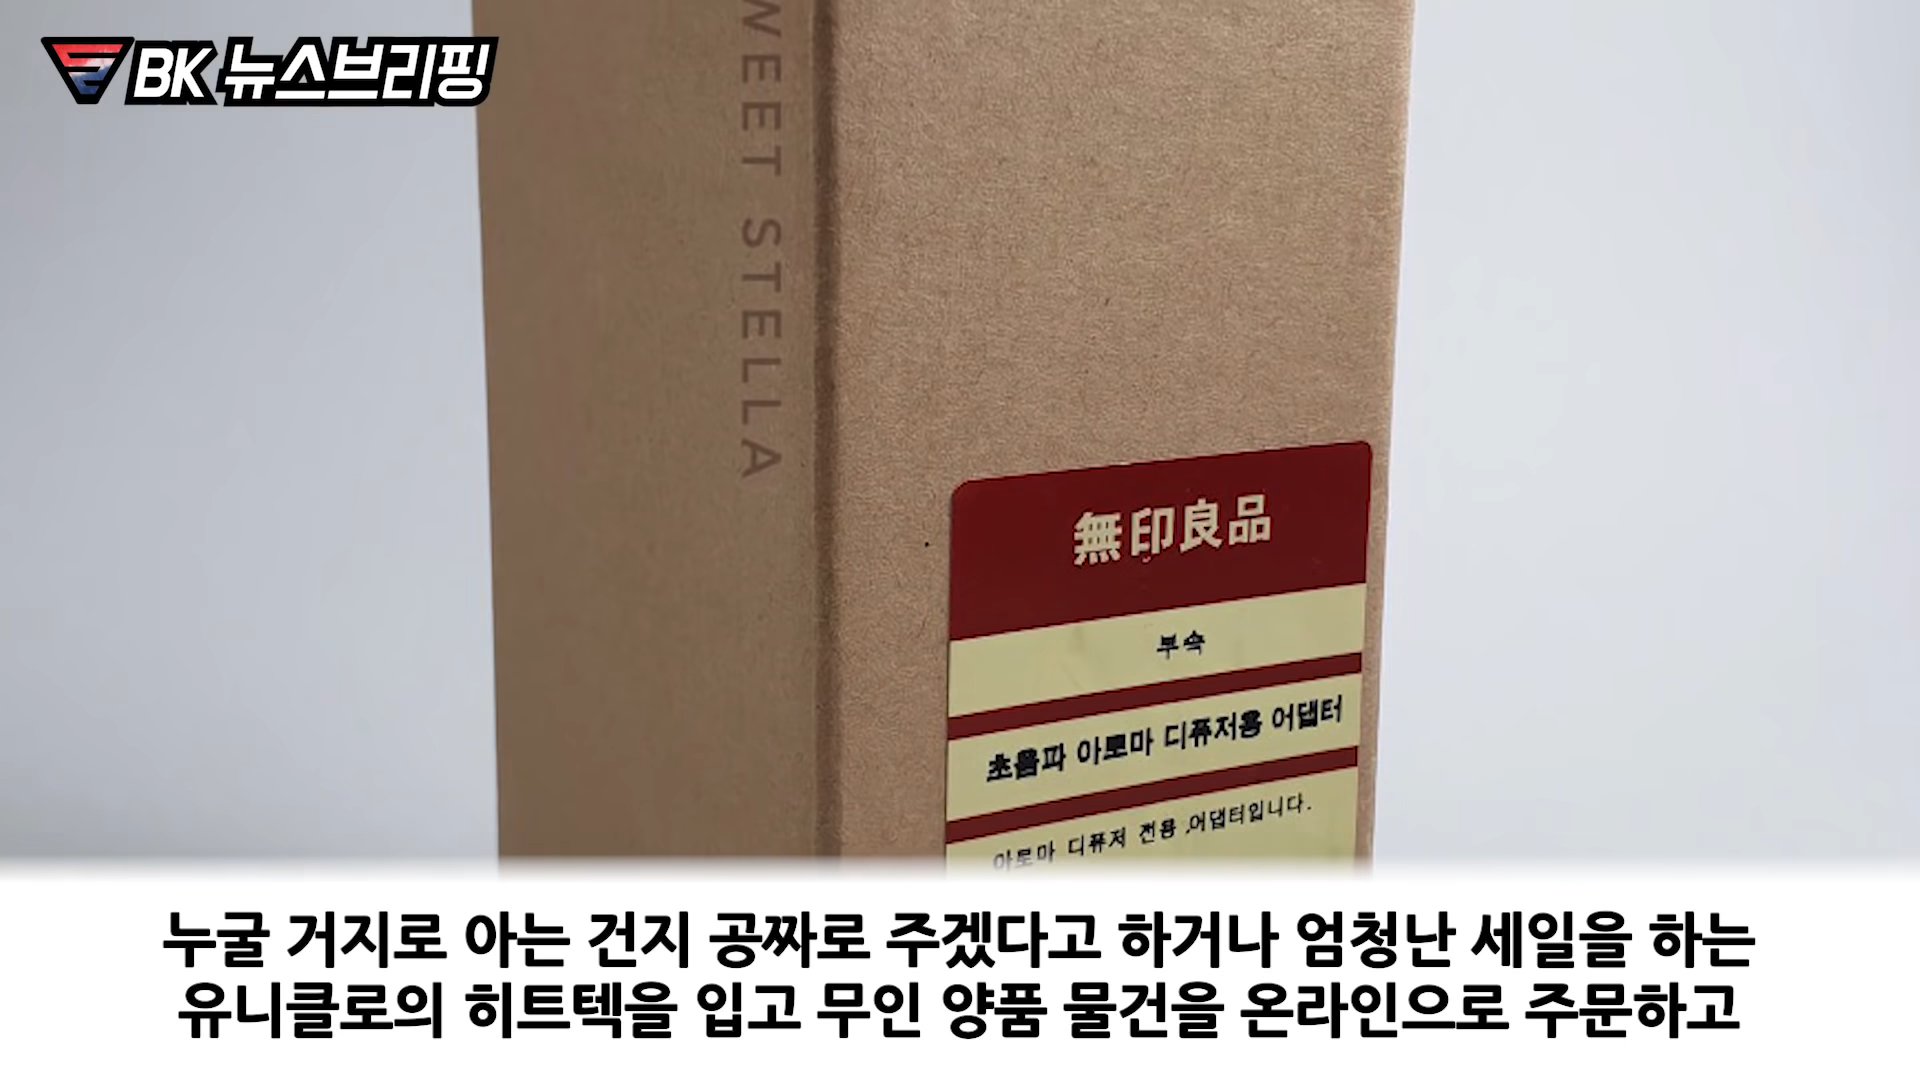 BK 뉴스브리핑
WEET STELLA
無印良品
부속
초음파 아로마 디퓨저용 어댑터
아로마 디퓨저 전용 어댑터입니다.
누굴 거지로 아는 건지 공짜로 주겠다고 하거나 엄청난 세일을 하는
유니클로의 히트텍을 입고 무인 양품 물건을 온라인으로 주문하고